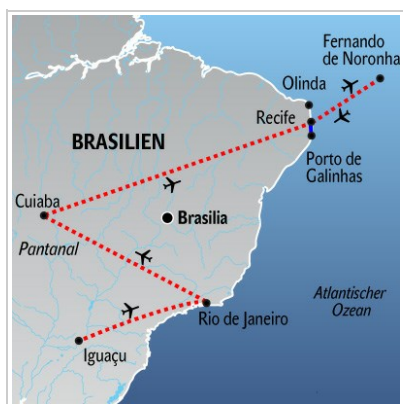 Fernando
de Noronha
Olinda
Recife
BRASILIEN
Porto de
Galinhas
Cuiaba
Brasilia
Pantanal
Atlantischer
Ozean
Rio de Janeiro
Iguaçu